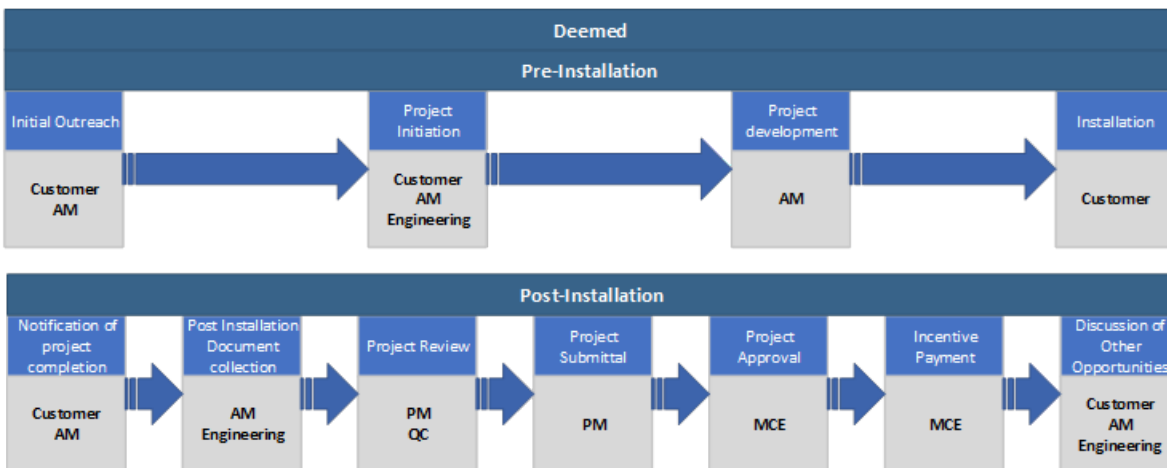 Deemed
Pre-Installation
Initial Outreach
Customer
AM
Project
Initiation
Customer
AM
Engineering
Project
development
AM
Installation
Customer
Post-Installation
Notification of
project
completion
Customer
AM
Post Installation
Document
collection
AM
Engineering
Project Review
PM
QC
Project
Submittal
PM
Project
Approval
MCE
Incentive
Payment
MCE
Discussion of
Other
Opportunities
Customer
AM
Engineering